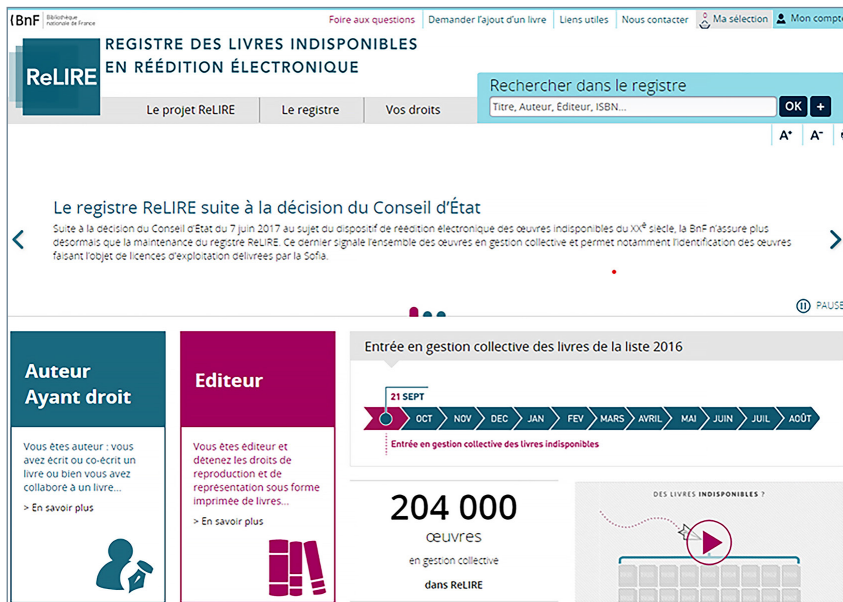 (BnF Bibliothèque nationale de France
Foire aux questions Demander l'ajout d'un livre Liens utiles Nous contacter Ma sélection Mon compte
ReLIRE
REGISTRE DES LIVRES INDISPONIBLES
EN RÉÉDITION ÉLECTRONIQUE
Rechercher dans le registre
Titre, Auteur, Éditeur, ISBN... OK +
Le projet ReLIRE Le registre Vos droits
A+ A-
Le registre ReLIRE suite à la décision du Conseil d'État
Suite à la décision du Conseil d'État du 7 juin 2017 au sujet du dispositif de réédition électronique des œuvres indisponibles du XXe siècle, la BnF n'assure plus
désormais que la maintenance du registre ReLIRE. Ce dernier signale l'ensemble des œuvres en gestion collective et permet notamment l'identification des œuvres
faisant l'objet de licences d'exploitation délivrées par la Sofia.
PAUSE
Auteur
Ayant droit
Vous êtes auteur : vous
avez écrit ou co-écrit un
livre ou bien vous avez
collaboré à un livre...
> En savoir plus
Editeur
Vous êtes éditeur et
détenez les droits de
reproduction et de
représentation sous forme
imprimée de livres...
> En savoir plus
Entrée en gestion collective des livres de la liste 2016
21 SEPT
OCT NOV DEC JAN FEV MARS AVRIL MAI JUIN JUIL AOÛT
Entrée en gestion collective des livres indisponibles
204 000
œuvres
en gestion collective
dans ReLIRE
DES LIVRES INDISPONIBLES ?